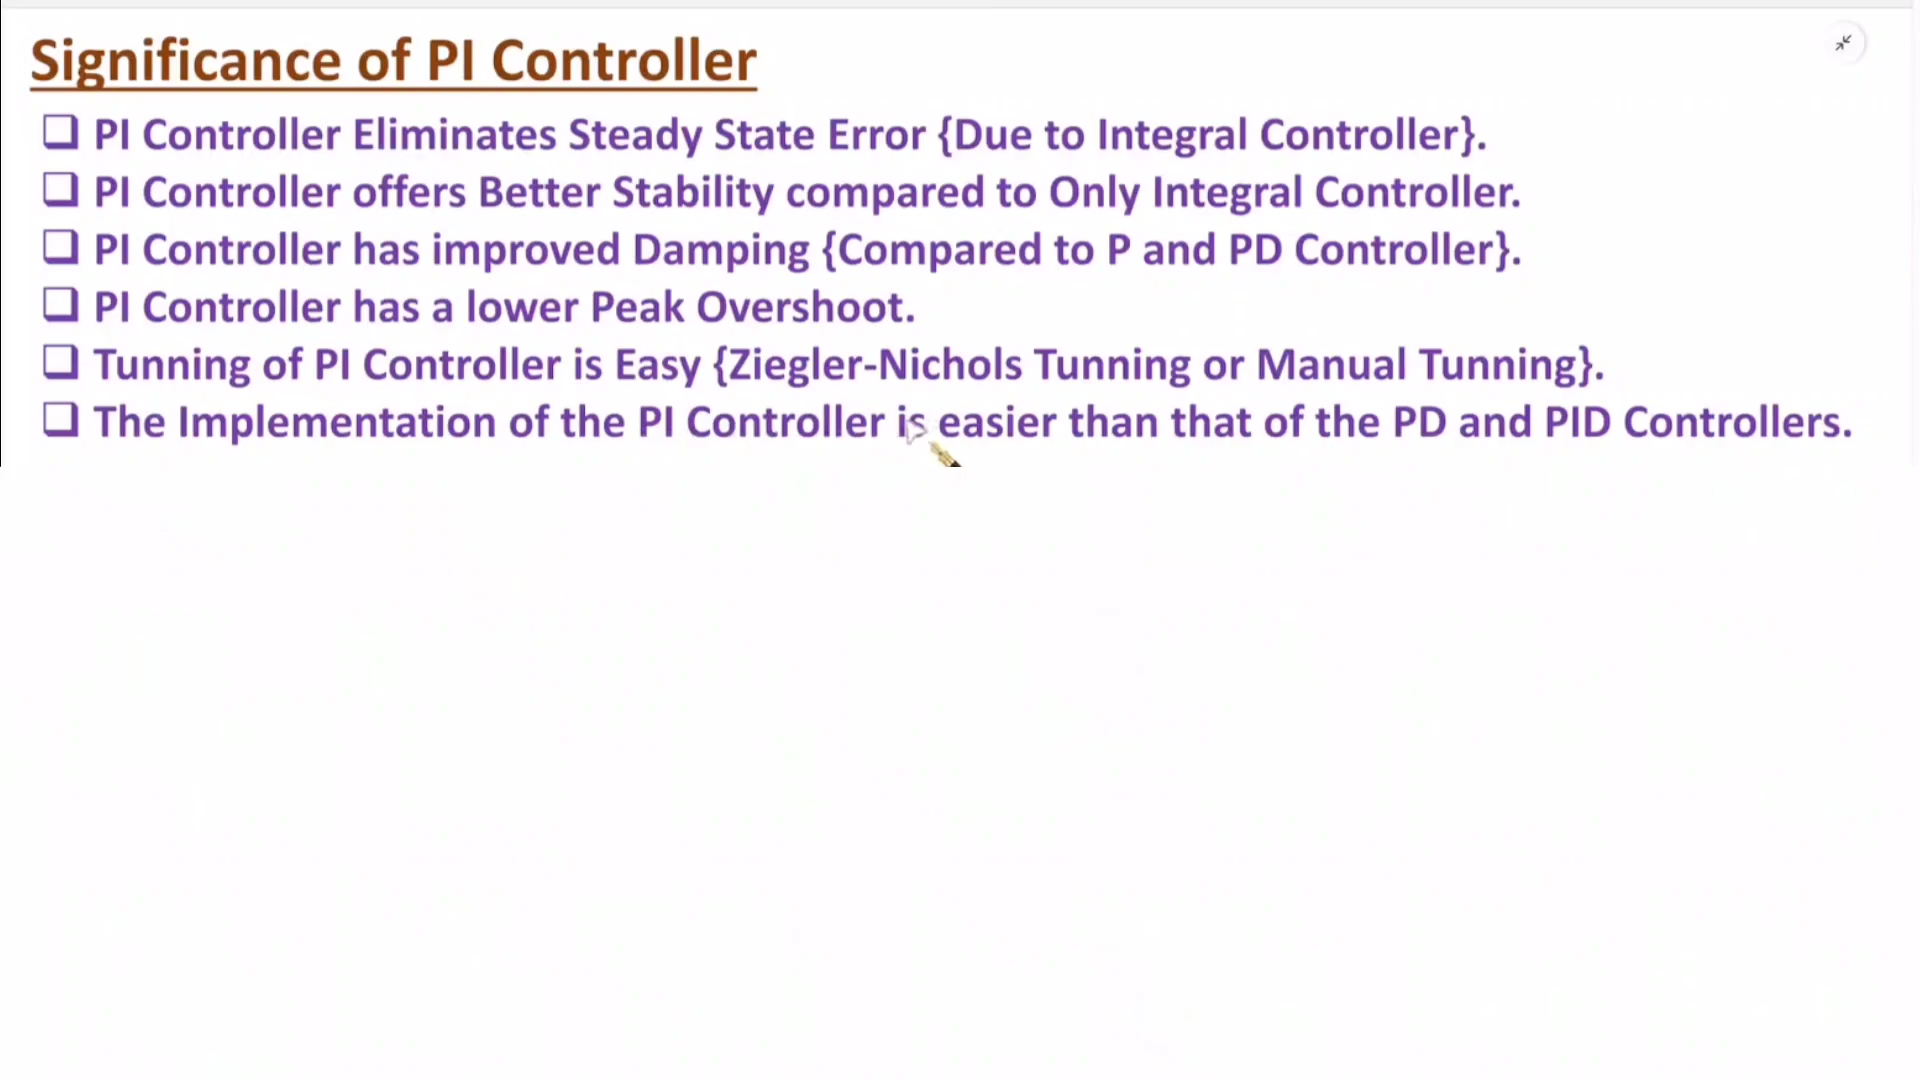 Significance of PI Controller
❑ PI Controller Eliminates Steady State Error {Due to Integral Controller}.
❑ PI Controller offers Better Stability compared to Only Integral Controller.
❑ PI Controller has improved Damping {Compared to P and PD Controller}.
❑ PI Controller has a lower Peak Overshoot.
❑ Tunning of PI Controller is Easy {Ziegler-Nichols Tunning or Manual Tunning}.
❑ The Implementation of the PI Controller is easier than that of the PD and PID Controllers.